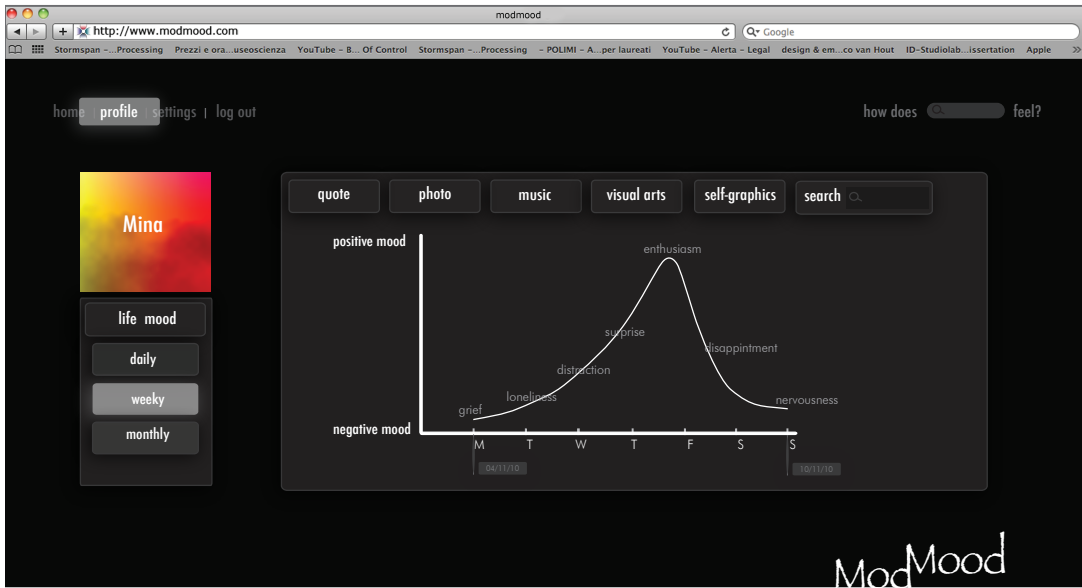 modmood
http://www.modmood.com
Google
Stormspan - ...Processing Prezzi e ora...useoscienza YouTube - B... Of Control Stormspan - ...Processing - POLIMI - A...per laureati YouTube - Alerta - Legal design & em...co van Hout ID-Studiolab...issertation Apple
home | profile | settings | log out
how does feel?
quote photo music visual arts self-graphics search
Mina
life mood
daily
weeky
monthly
positive mood
enthusiasm
surprise
disappintment
distraction
loneliness
nervousness
grief
negative mood
M T W T F S S
04/11/10 10/11/10
ModMood